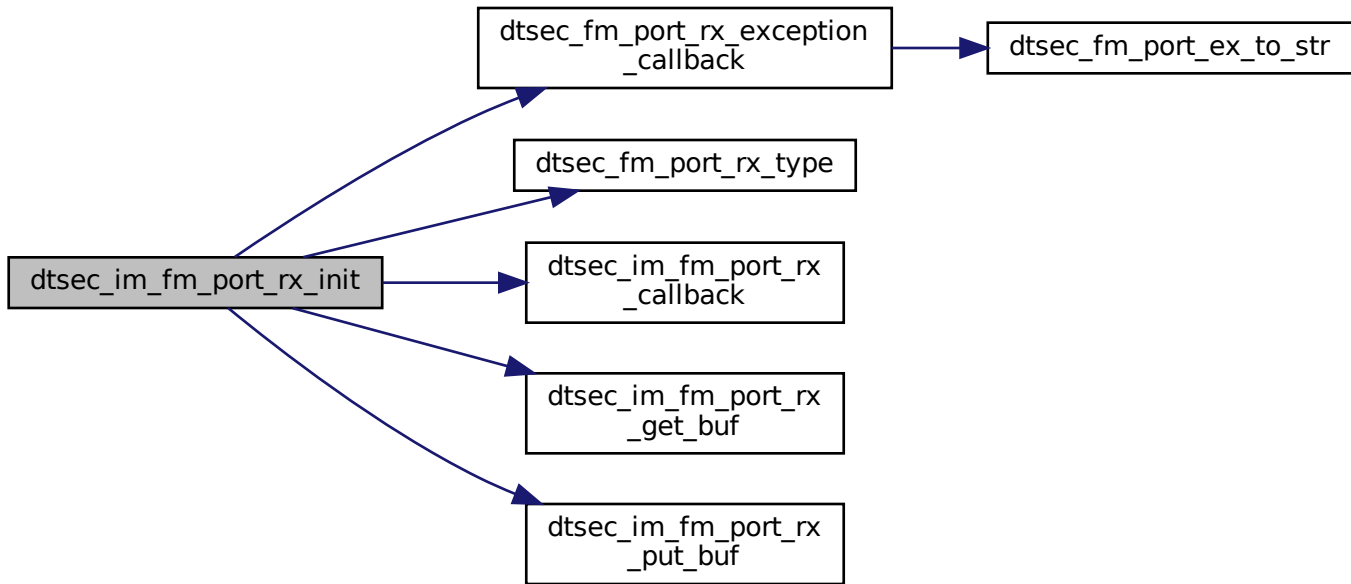 dtsec_fm_port_rx_exception
_callback
dtsec_fm_port_ex_to_str
dtsec_fm_port_rx_type
dtsec_im_fm_port_rx_init
dtsec_im_fm_port_rx
_callback
dtsec_im_fm_port_rx
_get_buf
dtsec_im_fm_port_rx
_put_buf